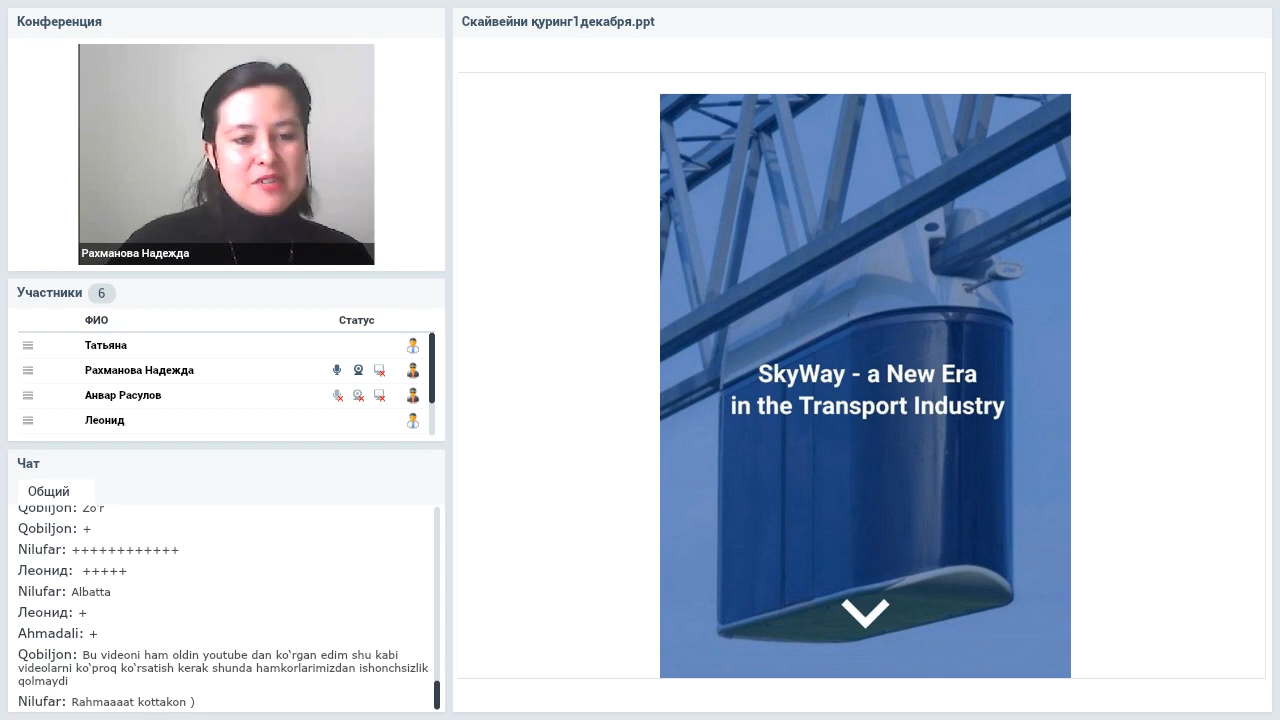 Конференция
Рахманова Надежда
Участники 6
ФИО Статус
Татьяна
Рахманова Надежда
Анвар Расулов
Леонид
Чат
Общий
Qobiljon: Zo'r
Qobiljon: +
Nilufar: ++++++++++++
Леонид: +++++
Nilufar: Albatta
Леонид: +
Ahmadali: +
Qobiljon: Bu videoni ham oldin youtube dan ko`rgan edim shu kabi
videolarni ko`proq ko`rsatish kerak shunda hamkorlarimizdan ishonchsizlik
qolmaydi
Nilufar: Rahmaaaat kottakon )
Скайвейни қуринг1декабря.ppt
SkyWay - a New Era
in the Transport Industry